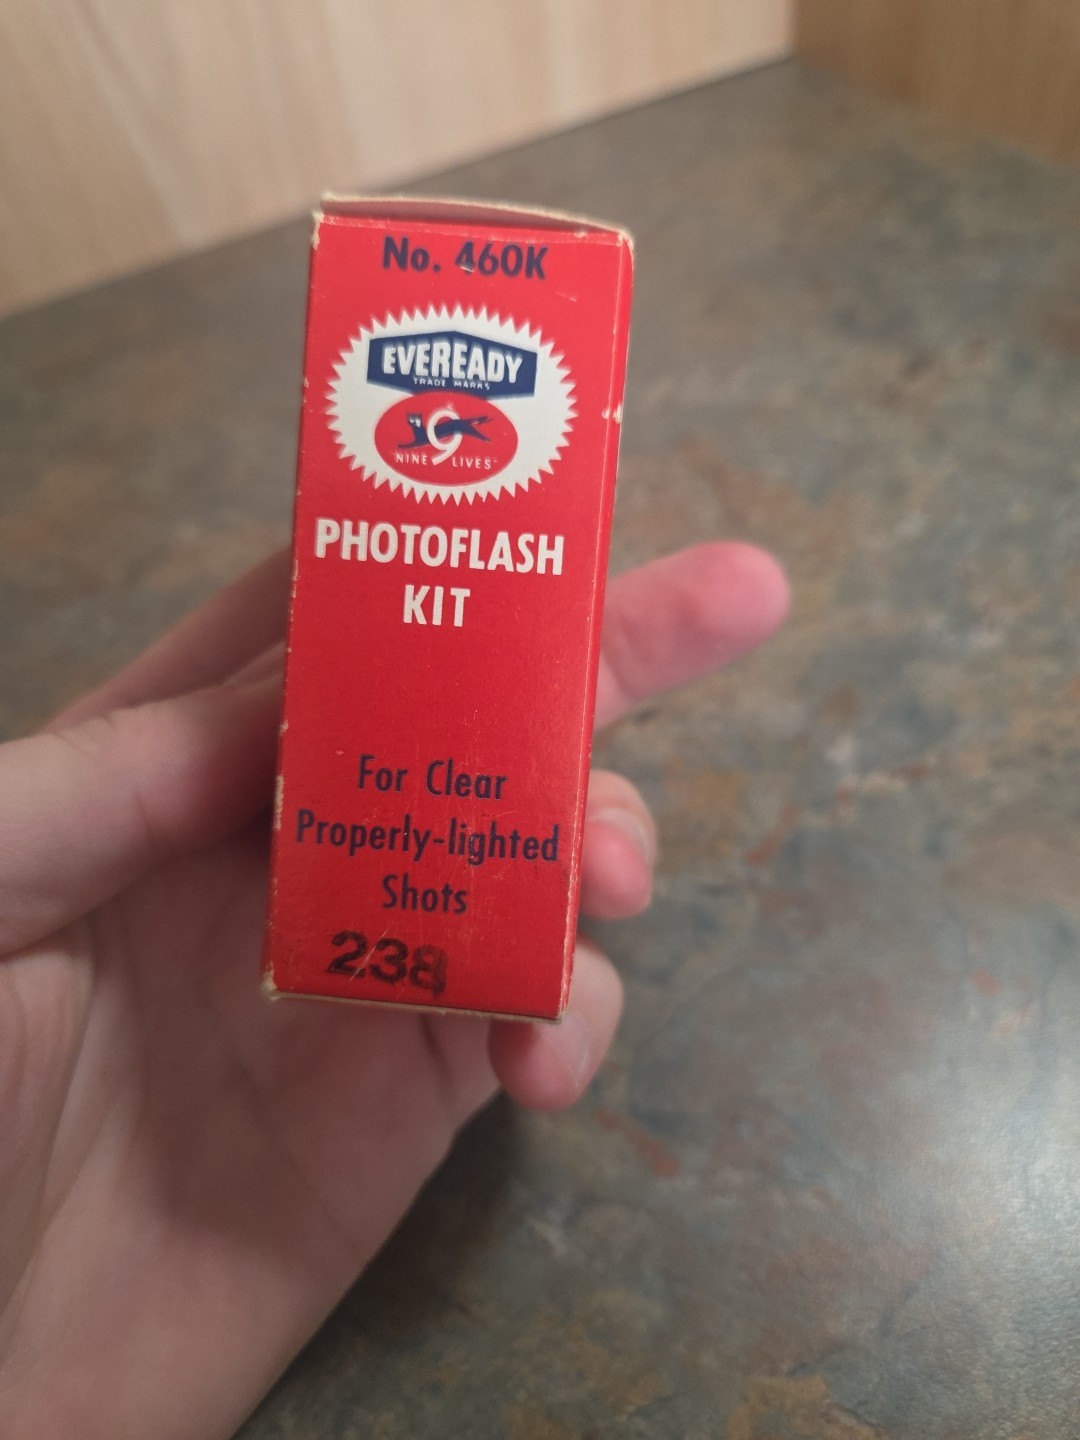 No. 460K
EVEREADY
TRADE MARKS
9
"NINE LIVES"
PHOTOFLASH
KIT
For Clear
Properly-lighted
Shots
238